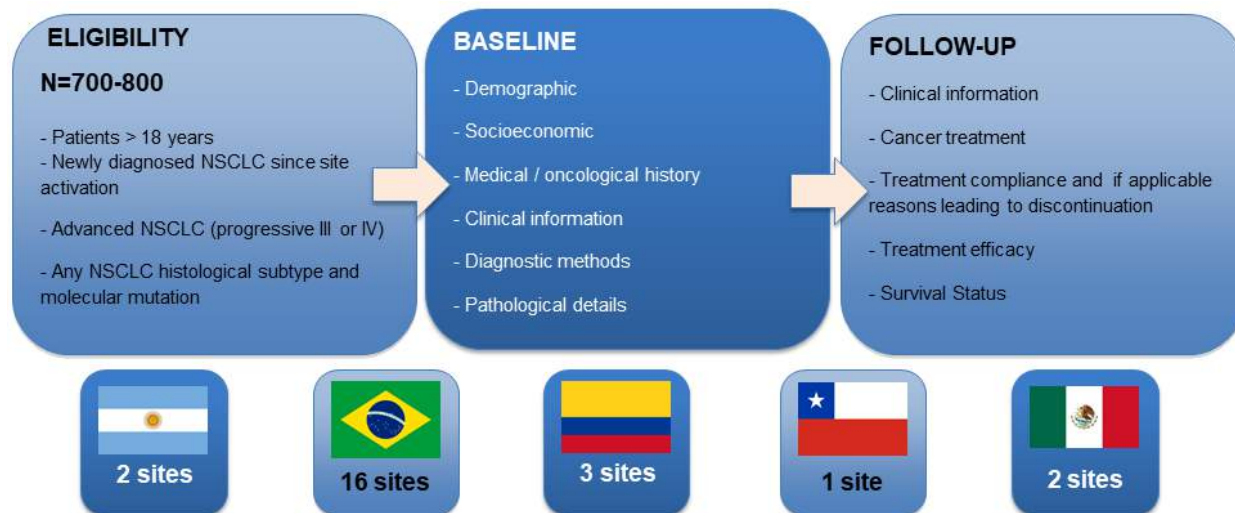 ELIGIBILITY
N=700-800
- Patients > 18 years
- Newly diagnosed NSCLC since site
activation
- Advanced NSCLC (progressive III or IV)
- Any NSCLC histological subtype and
molecular mutation
BASELINE
- Demographic
- Socioeconomic
- Medical / oncological history
- Clinical information
- Diagnostic methods
- Pathological details
FOLLOW-UP
- Clinical information
- Cancer treatment
- Treatment compliance and if applicable
reasons leading to discontinuation
- Treatment efficacy
- Survival Status
2 sites
16 sites
3 sites
1 site
2 sites